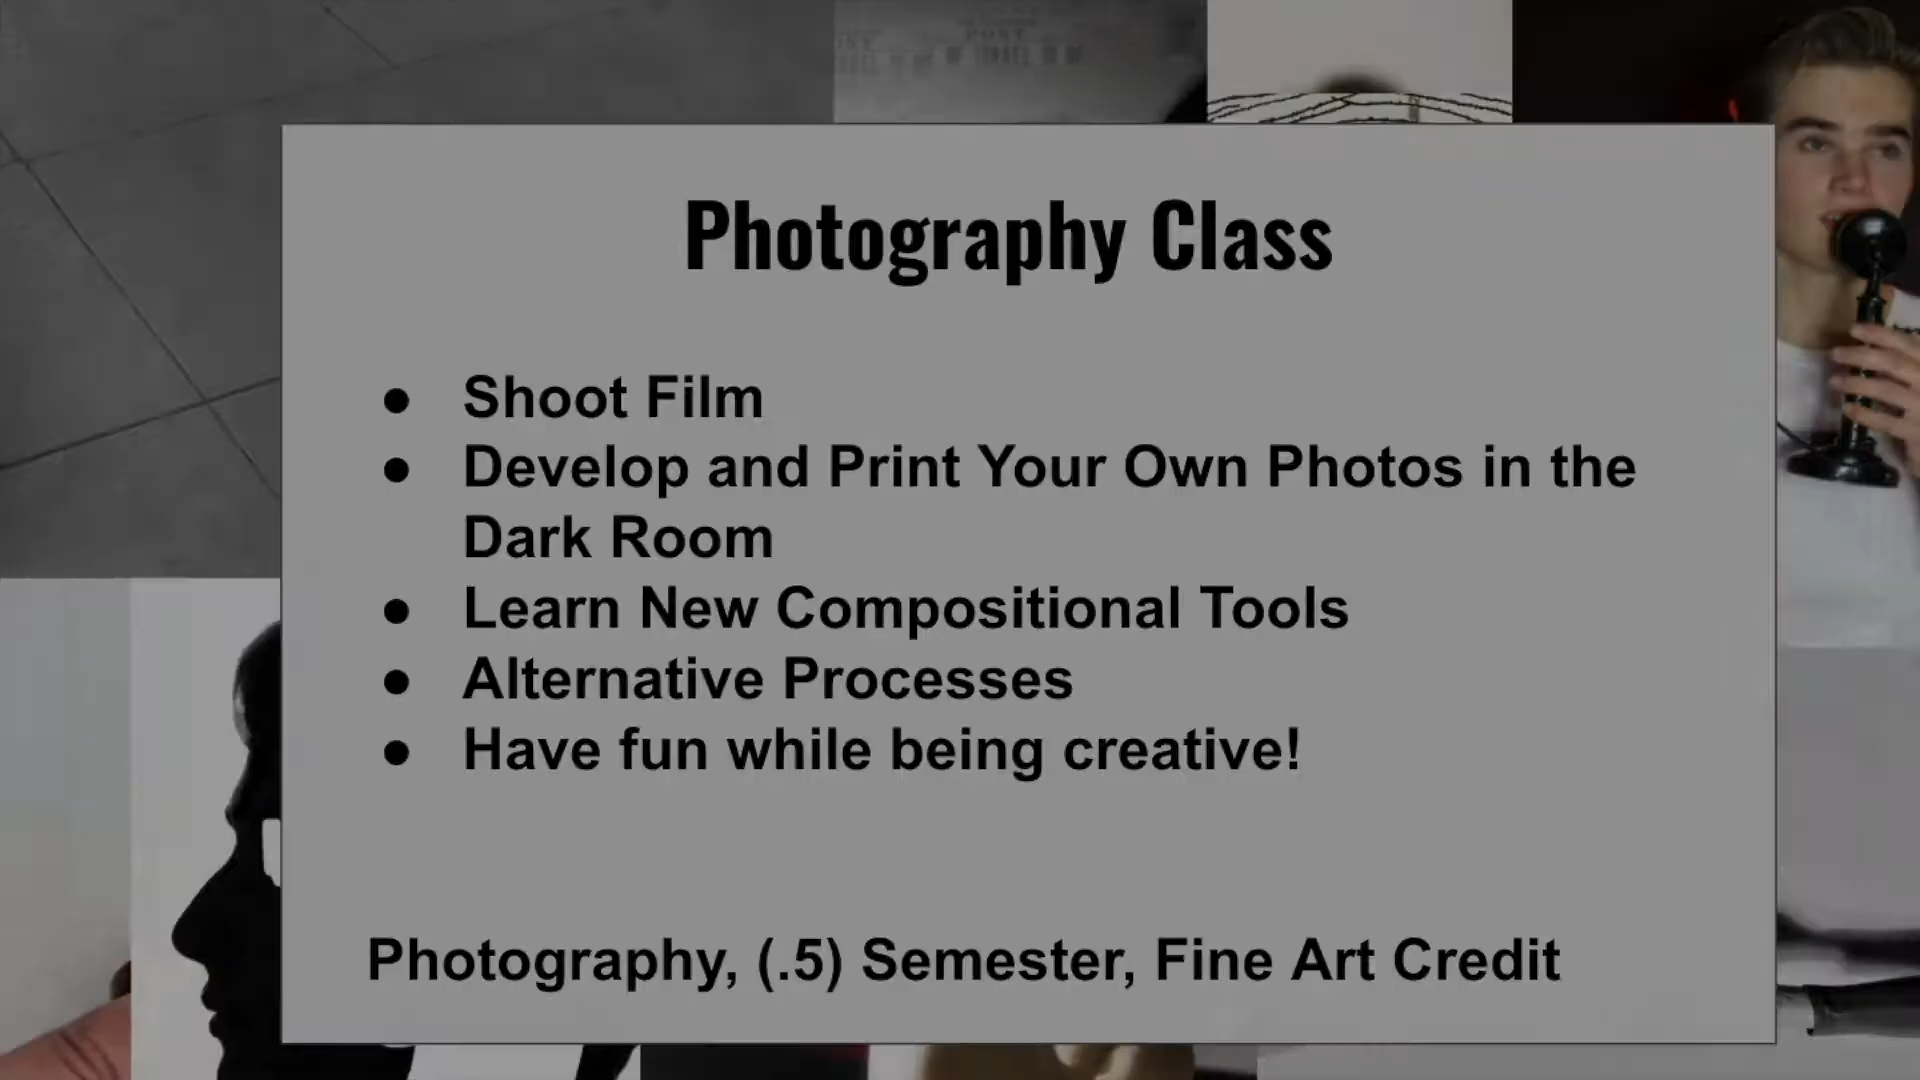 Photography Class
● Shoot Film
● Develop and Print Your Own Photos in the
Dark Room
● Learn New Compositional Tools
● Alternative Processes
● Have fun while being creative!
Photography, (.5) Semester, Fine Art Credit